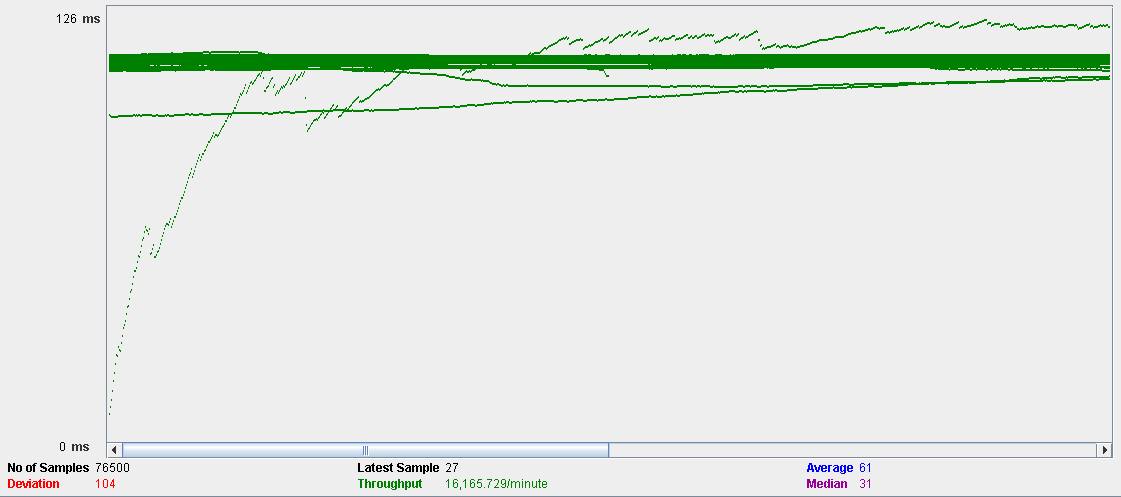 126 ms
0 ms
No of Samples 76500 Latest Sample 27 Average 61
Deviation 104 Throughput 16,165.729/minute Median 31